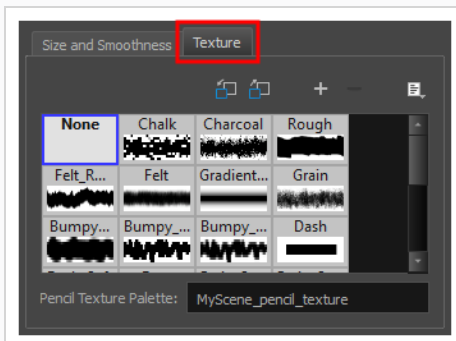 Size and Smoothness Texture
None Chalk Charcoal Rough
Felt_R... Felt Gradient... Grain
Bumpy... Bumpy_... Bumpy_... Dash
Pencil Texture Palette: MyScene_pencil_texture